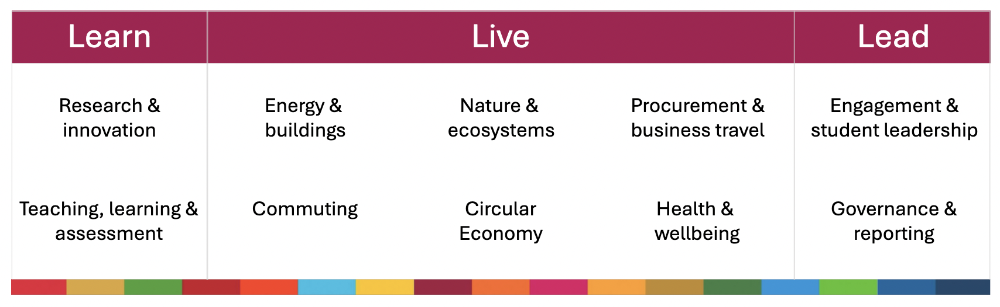 Learn
Live
Lead
Research &
innovation
Energy &
buildings
Nature &
ecosystems
Procurement &
business travel
Engagement &
student leadership
Teaching, learning &
assessment
Commuting
Circular
Economy
Health &
wellbeing
Governance &
reporting